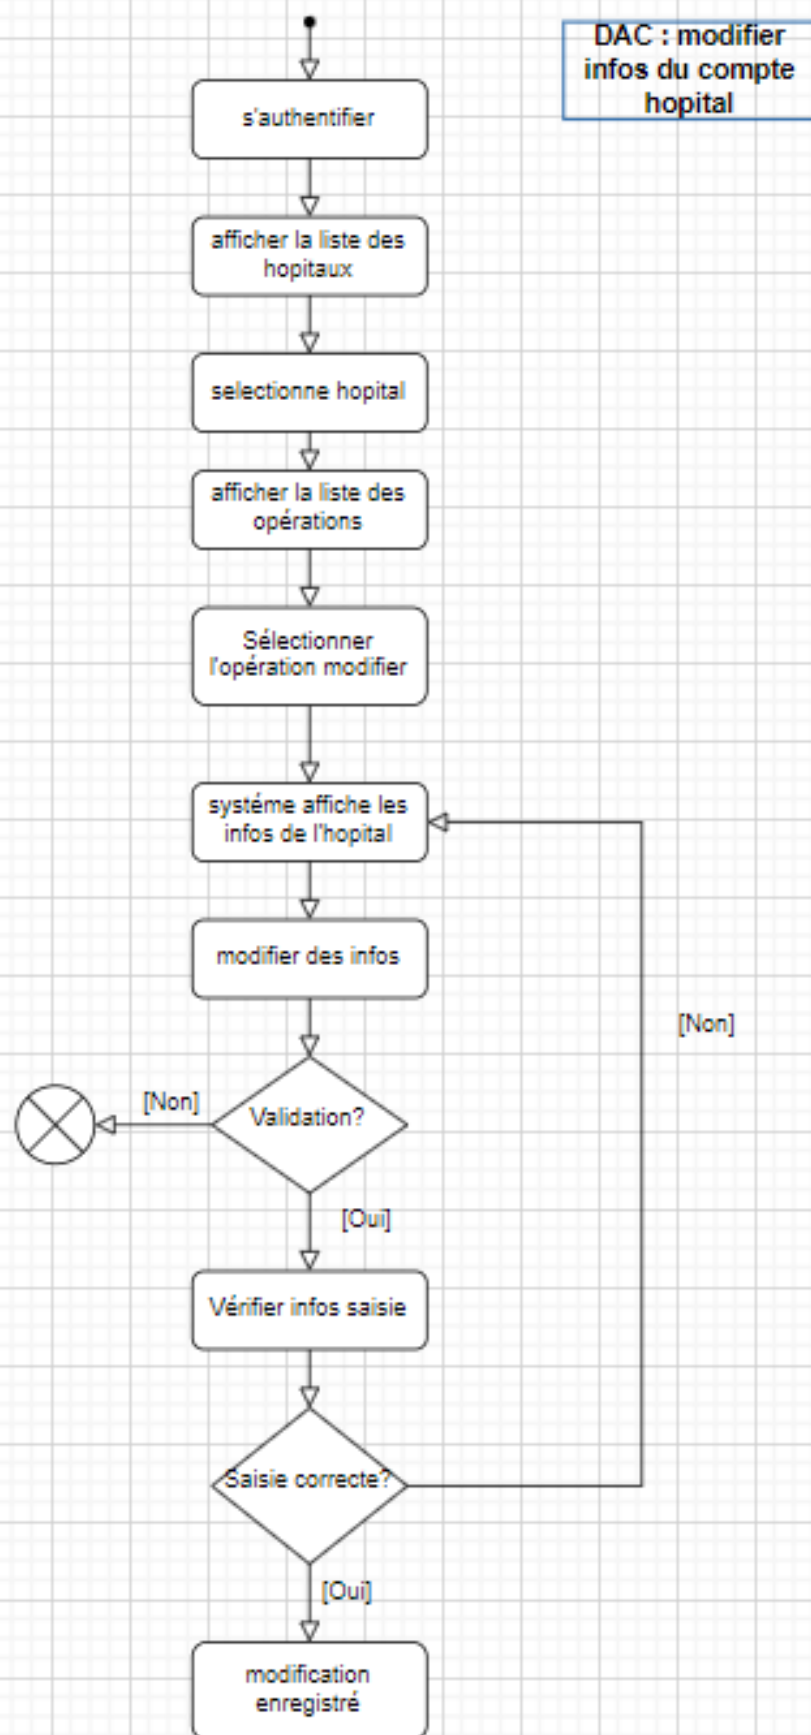 DAC : modifier
infos du compte
hopital
s'authentifier
afficher la liste des
hopitaux
selectionne hopital
afficher la liste des
opérations
Sélectionner
l'opération modifier
systéme affiche les
infos de l'hopital
modifier des infos
[Non]
[Non]
Validation?
[Oui]
Vérifier infos saisie
Saisie correcte?
[Oui]
modification
enregistré